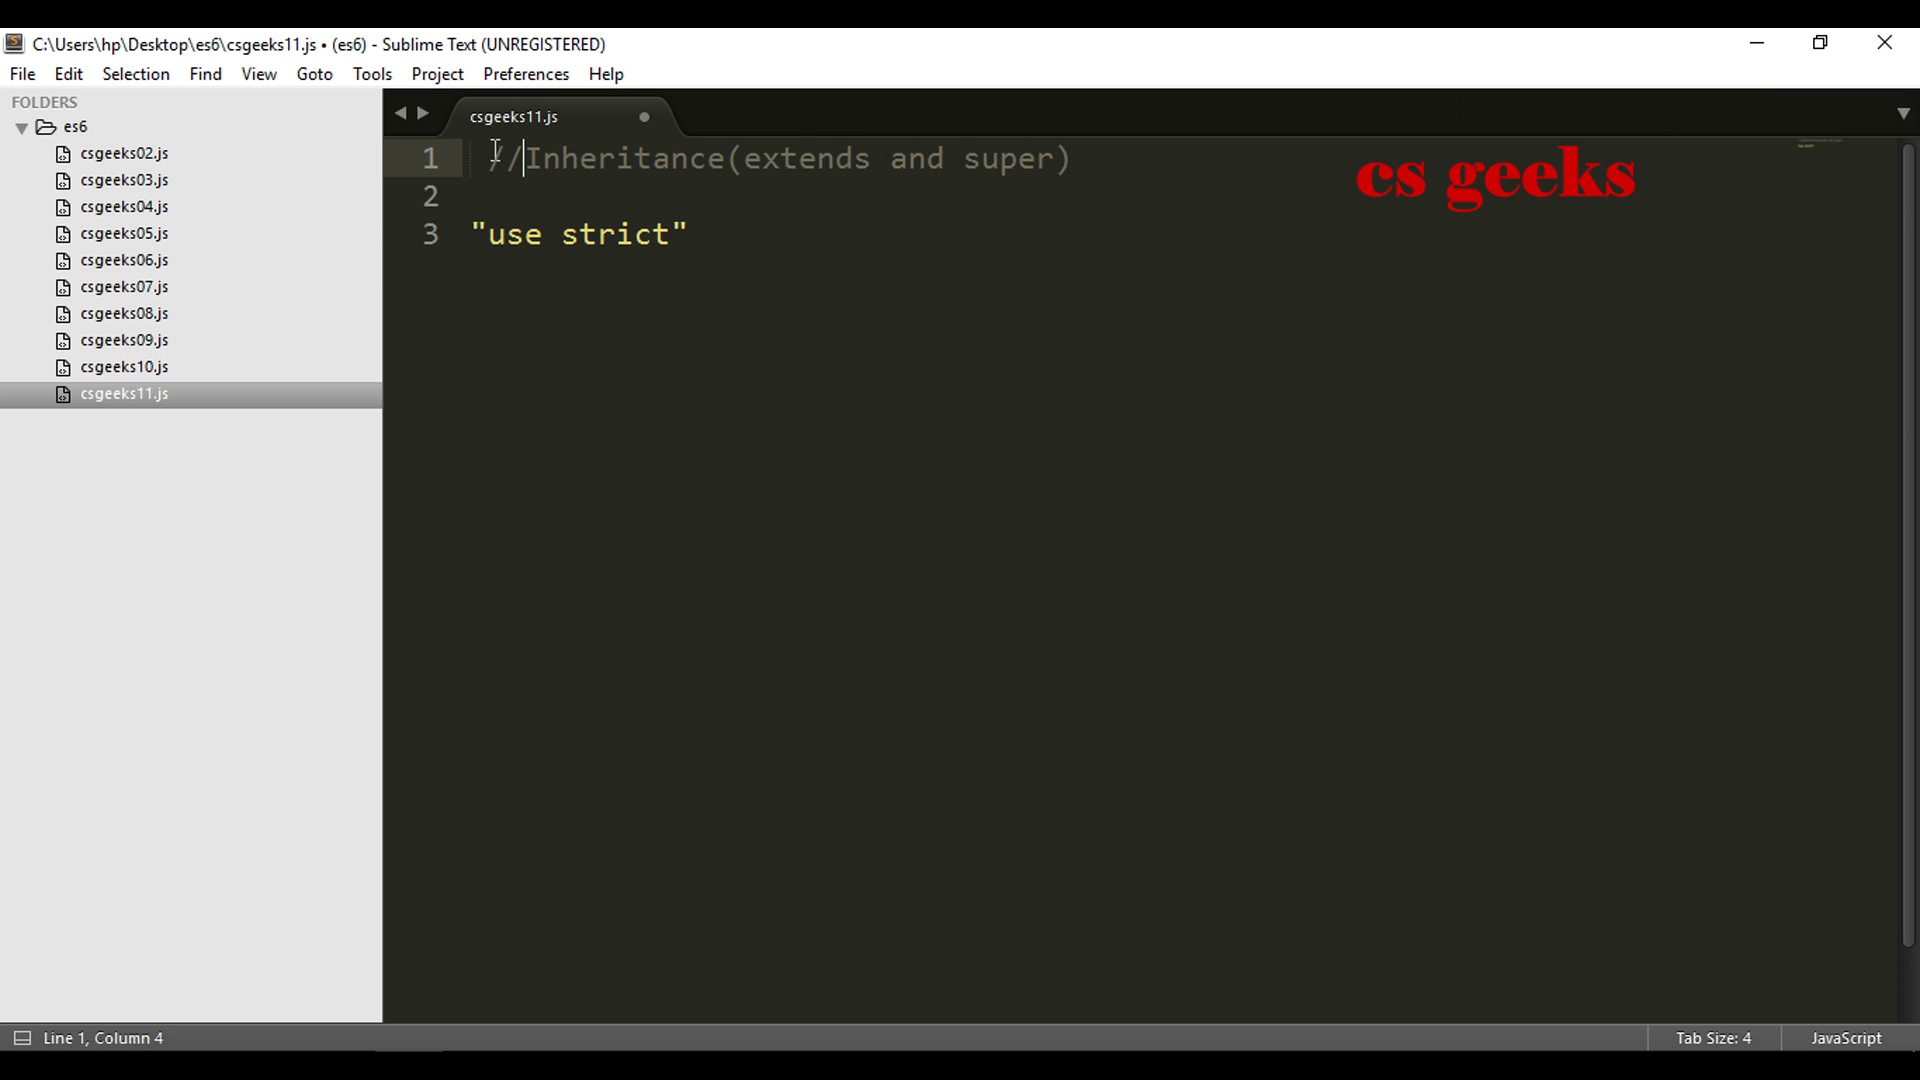 C:\Users\hp\Desktop\es6\csgeeks11.js • (es6) - Sublime Text (UNREGISTERED)
File Edit Selection Find View Goto Tools Project Preferences Help
FOLDERS
es6
csgeeks02.js
csgeeks03.js
csgeeks04.js
csgeeks05.js
csgeeks06.js
csgeeks07.js
csgeeks08.js
csgeeks09.js
csgeeks10.js
csgeeks11.js
csgeeks11.js
1 //Inheritance(extends and super)
2
3 "use strict"
cs geeks
Line 1, Column 4
Tab Size: 4
JavaScript